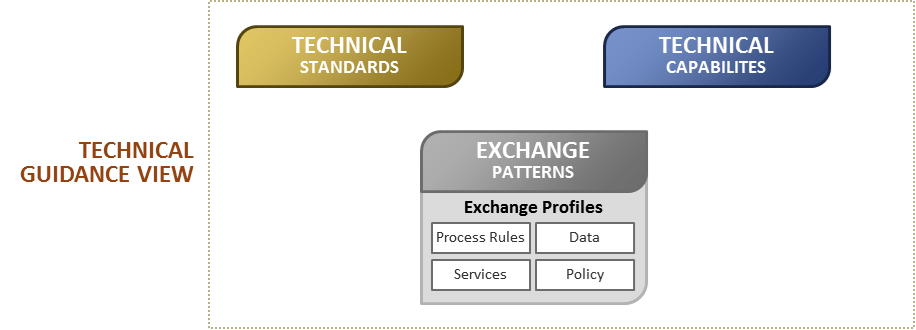 TECHNICAL
STANDARDS
TECHNICAL
CAPABILITES
TECHNICAL
GUIDANCE VIEW
EXCHANGE
PATTERNS
Exchange Profiles
Process Rules
Data
Services
Policy